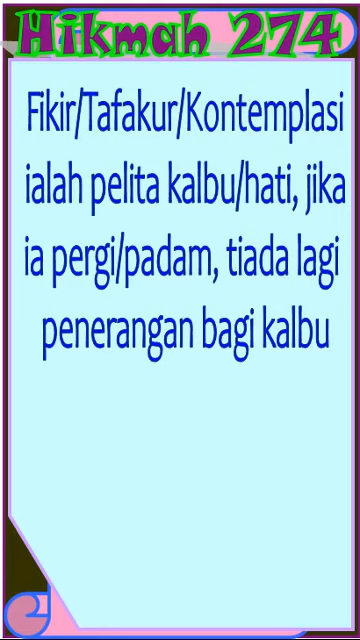 Hikmah 274
Fikir/Tafakur/Kontemplasi
ialah pelita kalbu/hati, jika
ia pergi/padam, tiada lagi
penerangan bagi kalbu